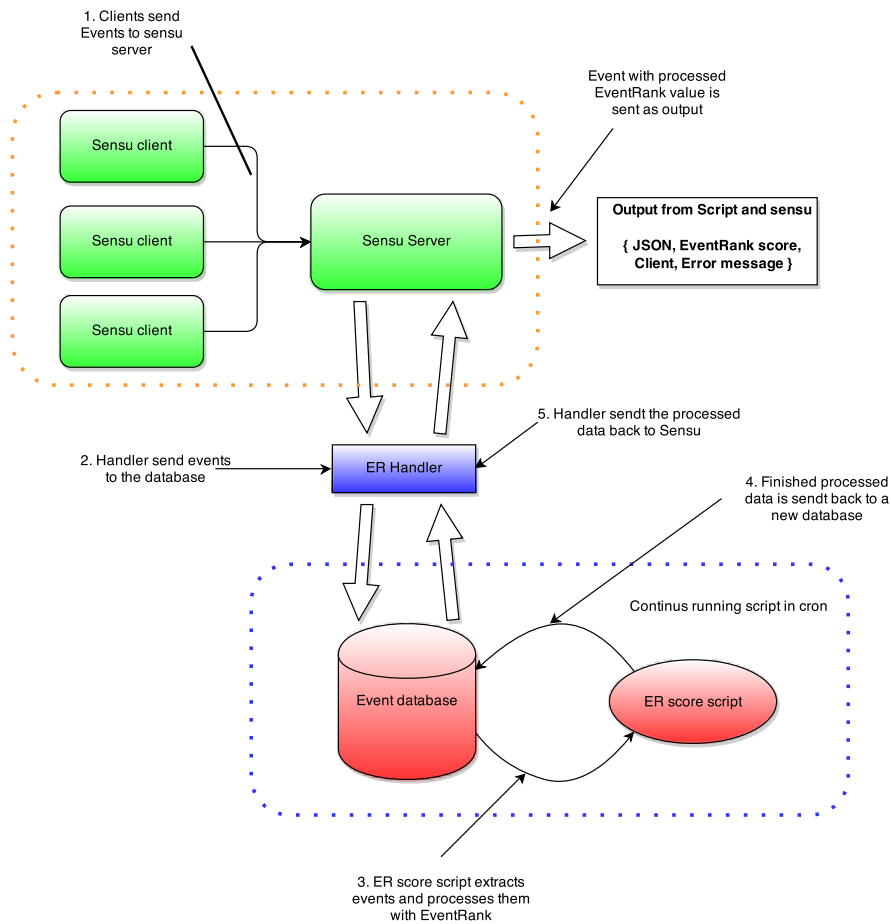 1. Clients send
Events to sensu
server
Event with processed
EventRank value is
sent as output
Sensu client
Sensu client
Sensu client
Sensu Server
Output from Script and sensu
{ JSON, EventRank score,
Client, Error message }
5. Handler sendt the processed
data back to Sensu
2. Handler send events
to the database
ER Handler
4. Finished processed
data is sendt back to a
new database
Continus running script in cron
Event database
ER score script
3. ER score script extracts
events and processes them
with EventRank